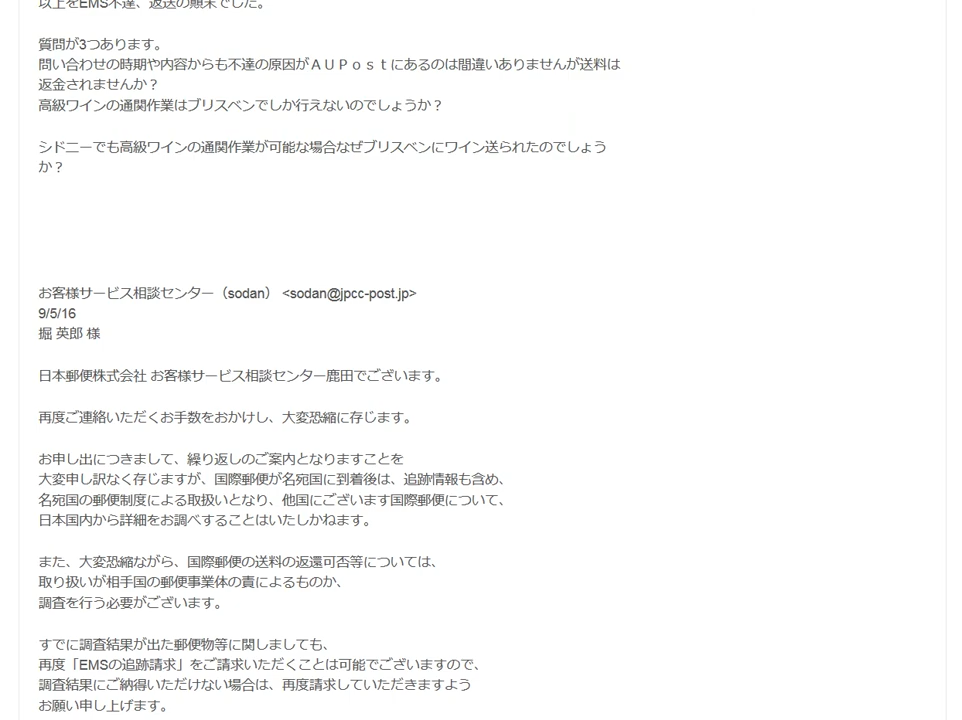 以上をEMS不達、返送の顛末でした。
質問が3つあります。
問い合わせの時期や内容からも不達の原因がＡＵＰｏｓｔにあるのは間違いありませんが送料は
返金されませんか？
高級ワインの通関作業はブリスベンでしか行えないのでしょうか？
シドニーでも高級ワインの通関作業が可能な場合なぜブリスベンにワイン送られたのでしょう
か？
お客様サービス相談センター（sodan） <sodan@jpcc-post.jp>
9/5/16
掘 英郎 様
日本郵便株式会社 お客様サービス相談センター鹿田でございます。
再度ご連絡いただくお手数をおかけし、大変恐縮に存じます。
お申し出につきまして、繰り返しのご案内となりますことを
大変申し訳なく存じますが、国際郵便が名宛国に到着後は、追跡情報も含め、
名宛国の郵便制度による取扱いとなり、他国にございます国際郵便について、
日本国内から詳細をお調べすることはいたしかねます。
また、大変恐縮ながら、国際郵便の送料の返還可否等については、
取り扱いが相手国の郵便事業体の責によるものか、
調査を行う必要がございます。
すでに調査結果が出た郵便物等に関しましても、
再度「EMSの追跡請求」をご請求いただくことは可能でございますので、
調査結果にご納得いただけない場合は、再度請求していただきますよう
お願い申し上げます。